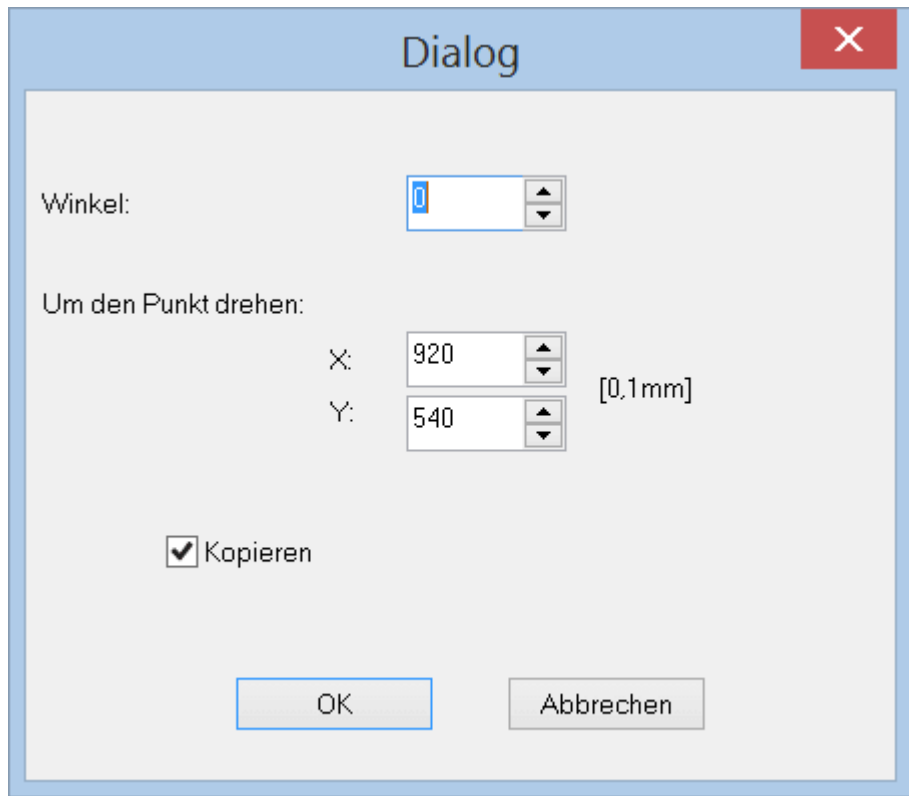 Dialog
Winkel: 0
Um den Punkt drehen:
X: 920
[0,1mm]
Y: 540
Kopieren
OK Abbrechen